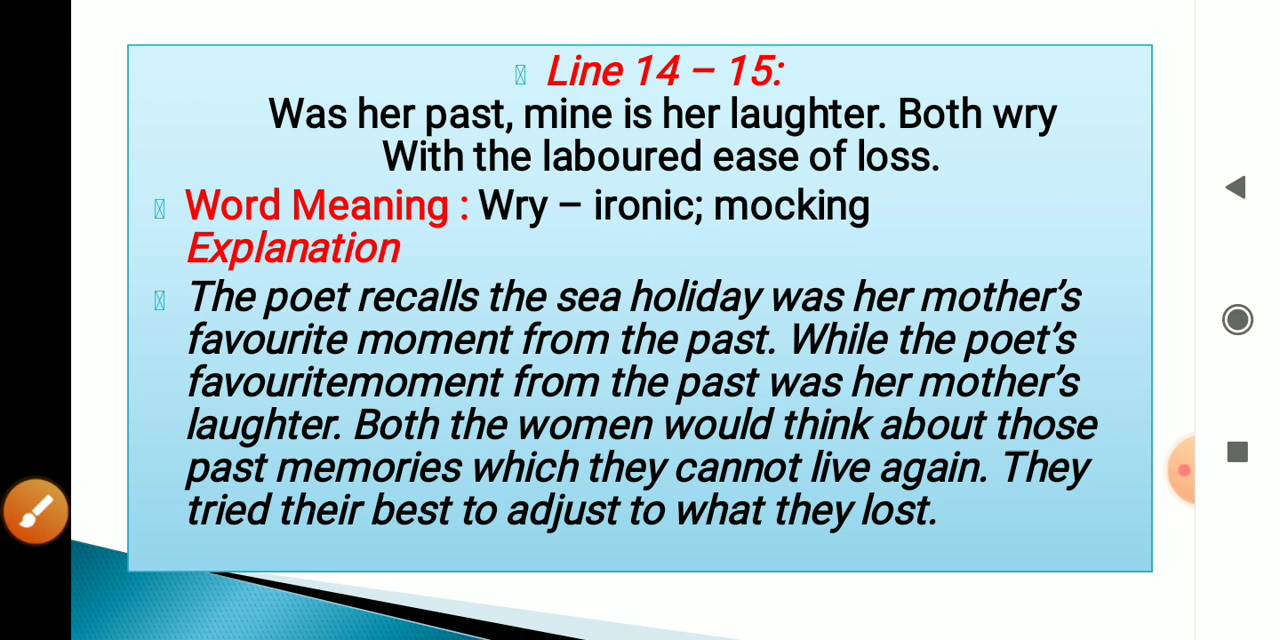 Line 14 – 15:
Was her past, mine is her laughter. Both wry
With the laboured ease of loss.
Word Meaning : Wry – ironic; mocking
Explanation
The poet recalls the sea holiday was her mother's
favourite moment from the past. While the poet's
favouritemoment from the past was her mother's
laughter. Both the women would think about those
past memories which they cannot live again. They
tried their best to adjust to what they lost.